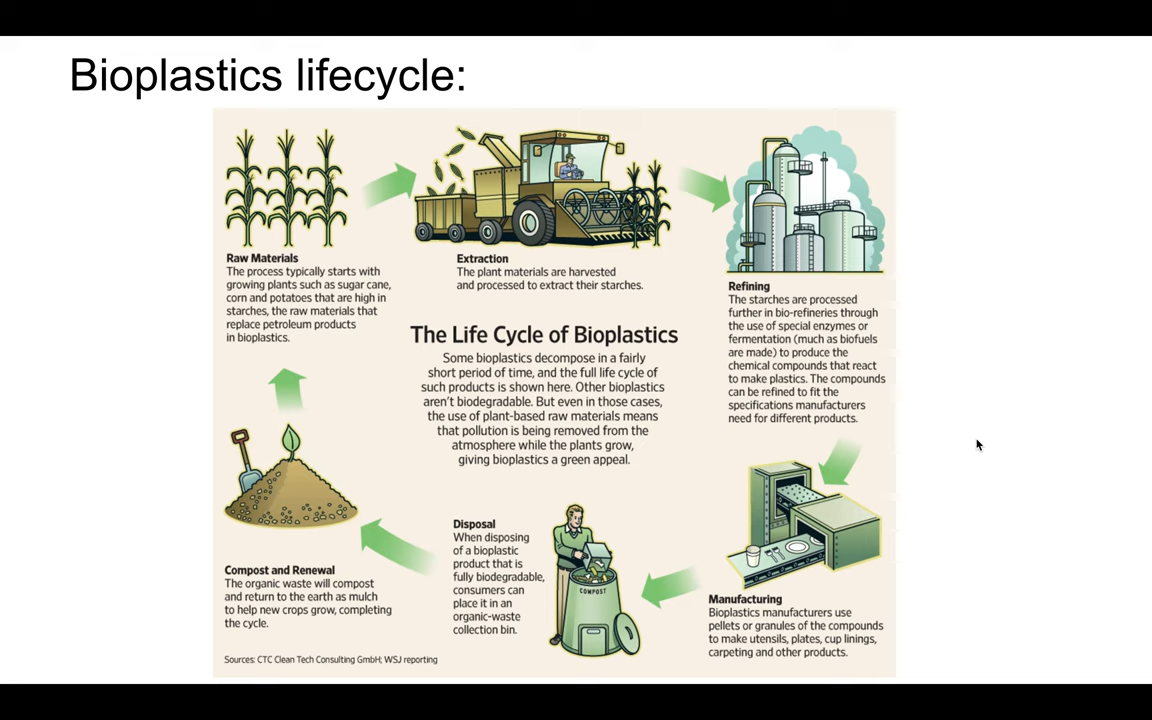 Bioplastics lifecycle:
Raw Materials
The process typically starts with
growing plants such as sugar cane,
corn and potatoes that are high in
starches, the raw materials that
replace petroleum products
in bioplastics.
Extraction
The plant materials are harvested
and processed to extract their starches.
Refining
The starches are processed
further in bio-refineries through
the use of special enzymes or
fermentation (much as biofuels
are made) to produce the
chemical compounds that react
to make plastics. The compounds
can be refined to fit the
specifications manufacturers
need for different products.
The Life Cycle of Bioplastics
Some bioplastics decompose in a fairly
short period of time, and the full life cycle of
such products is shown here. Other bioplastics
aren't biodegradable. But even in those cases,
the use of plant-based raw materials means
that pollution is being removed from the
atmosphere while the plants grow,
giving bioplastics a green appeal.
Manufacturing
Bioplastics manufacturers use
pellets or granules of the compounds
to make utensils, plates, cup linings,
carpeting and other products.
Disposal
When disposing
of a bioplastic
product that is
fully biodegradable,
consumers can
place it in an
organic-waste
collection bin.
COMPOST
Compost and Renewal
The organic waste will compost
and return to the earth as mulch
to help new crops grow, completing
the cycle.
Sources: CTC Clean Tech Consulting GmbH; WSJ reporting